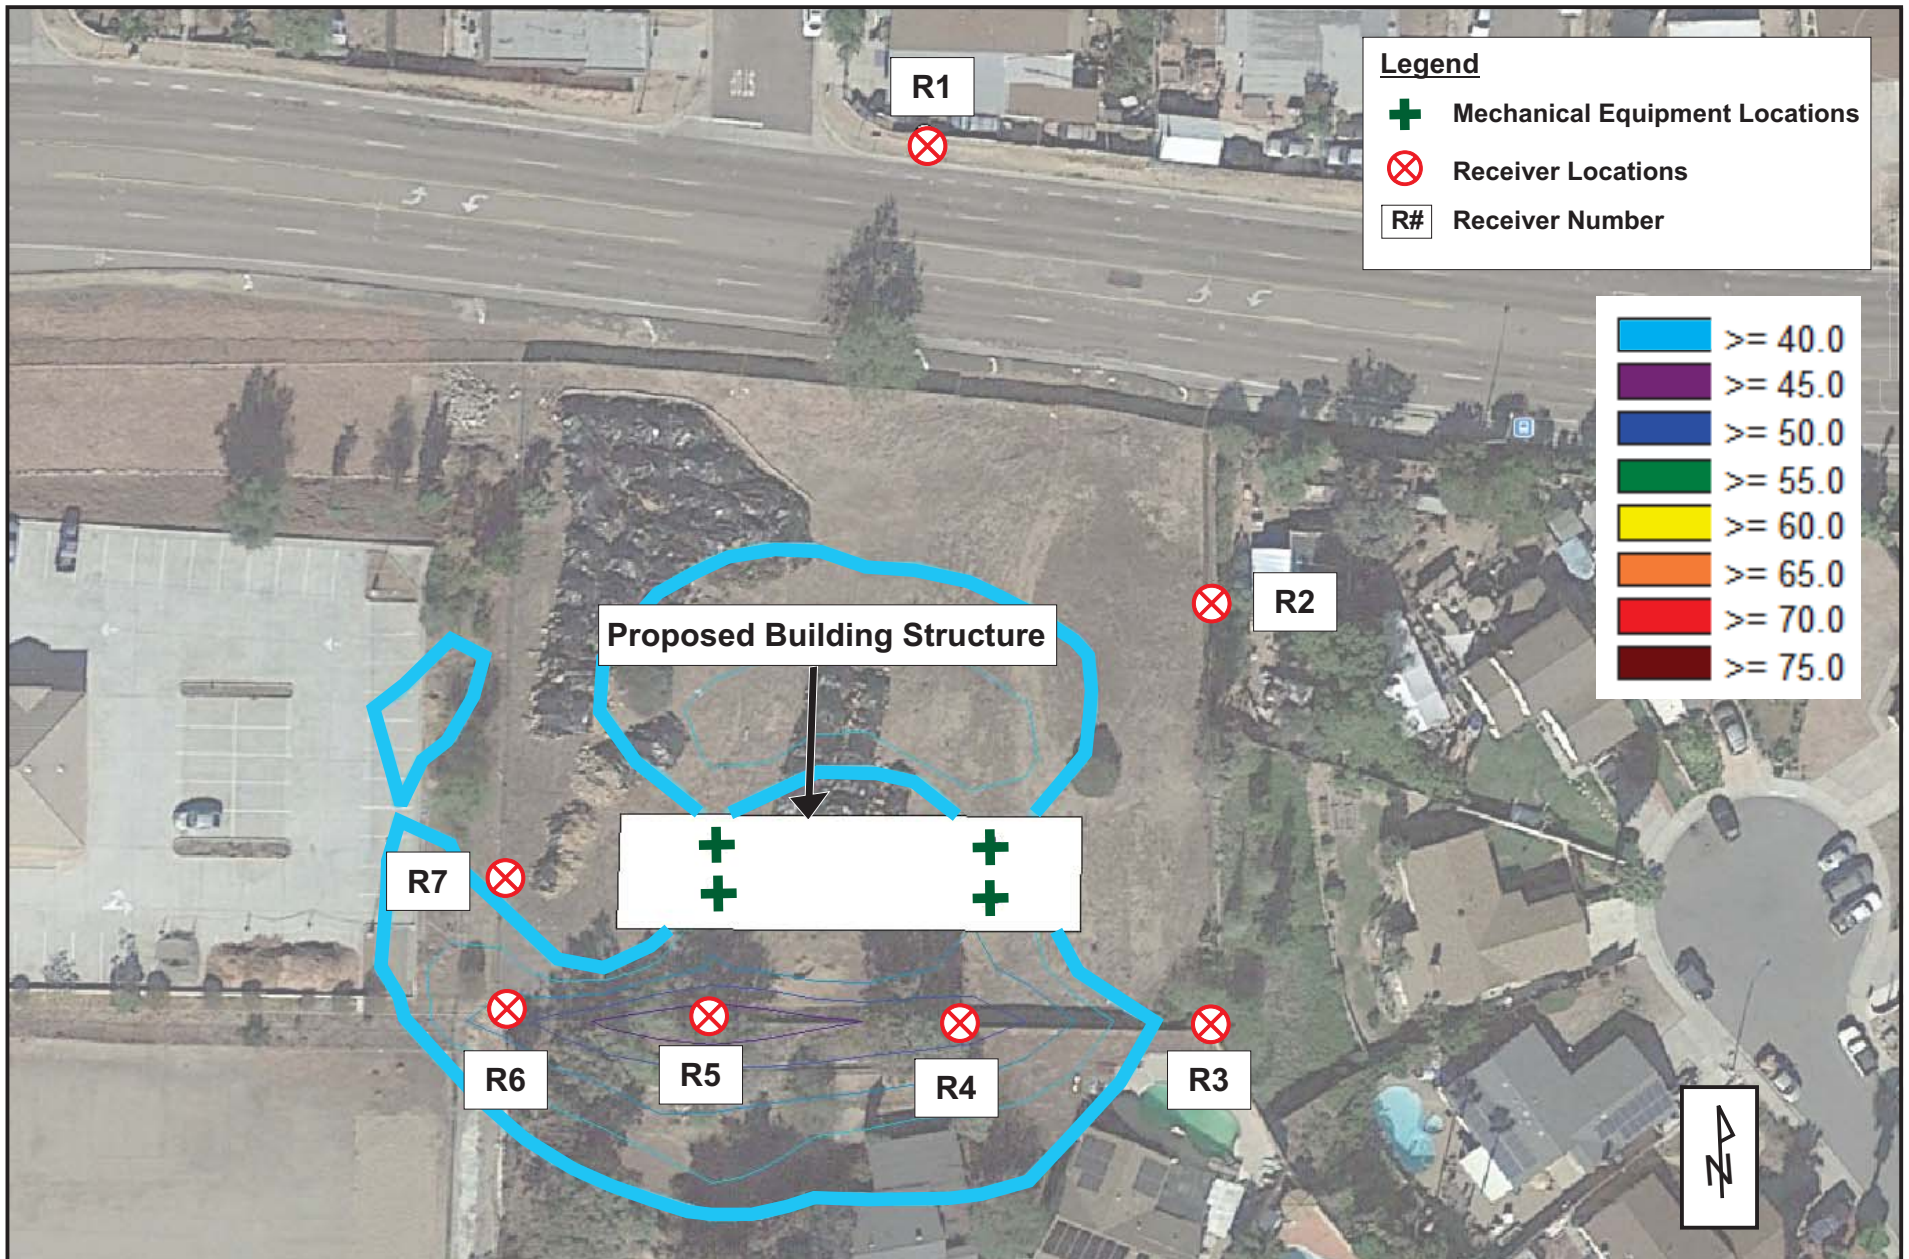 R1
Legend
Mechanical Equipment Locations
Receiver Locations
R# Receiver Number
>= 40.0
>= 45.0
>= 50.0
>= 55.0
>= 60.0
>= 65.0
>= 70.0
>= 75.0
R2
Proposed Building Structure
R7
R6
R5
R4
R3
N